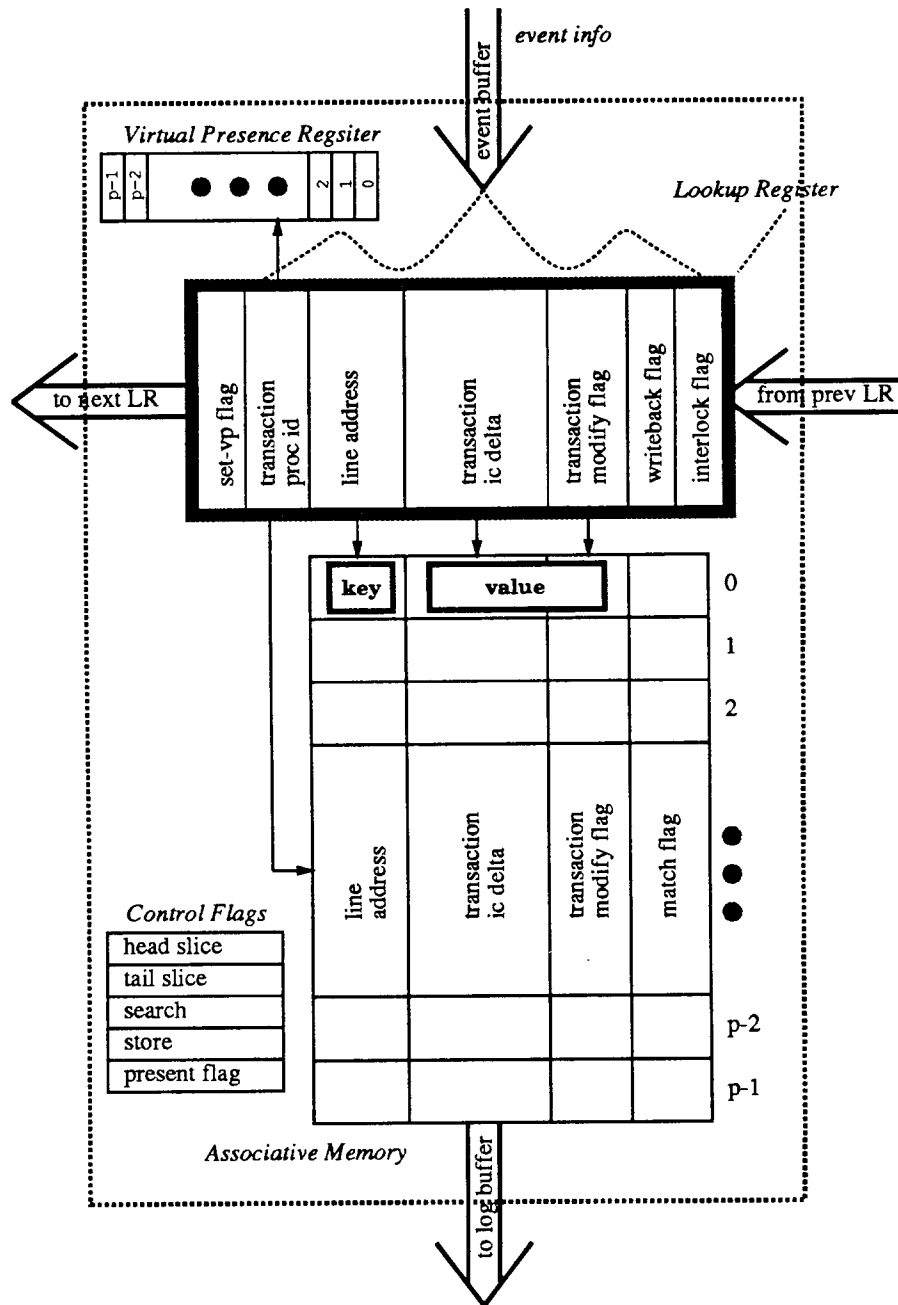 event info
event buffer
Virtual Presence Regsiter
p-1
p-2
2
1
0
Lookup Register
to next LR
set-vp flag
transaction
proc id
line address
transaction
ic delta
transaction
modify flag
writeback flag
interlock flag
from prev LR
key
value
0
1
2
line
address
transaction
ic delta
transaction
modify flag
match flag
Control Flags
head slice
tail slice
search
store
present flag
p-2
p-1
Associative Memory
to log buffer